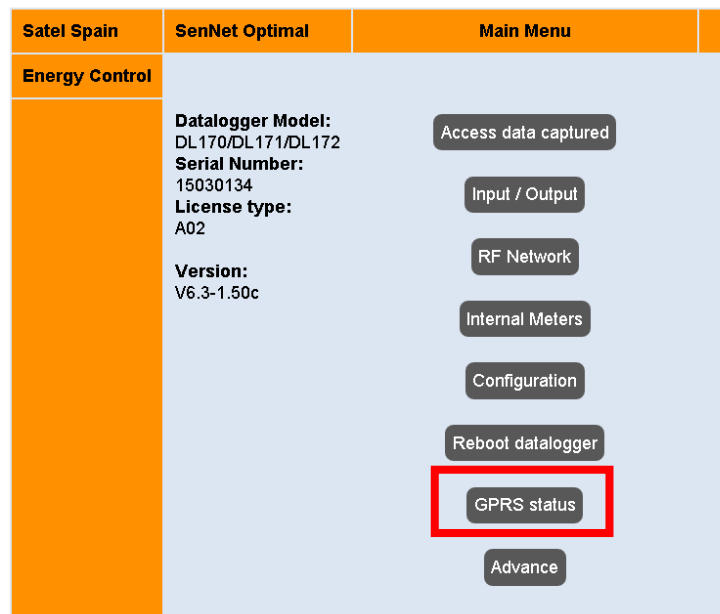 Satel Spain
SenNet Optimal
Main Menu
Energy Control
Datalogger Model:
DL170/DL171/DL172
Serial Number:
15030134
License type:
A02
Version:
V6.3-1.50c
Access data captured
Input / Output
RF Network
Internal Meters
Configuration
Reboot datalogger
GPRS status
Advance